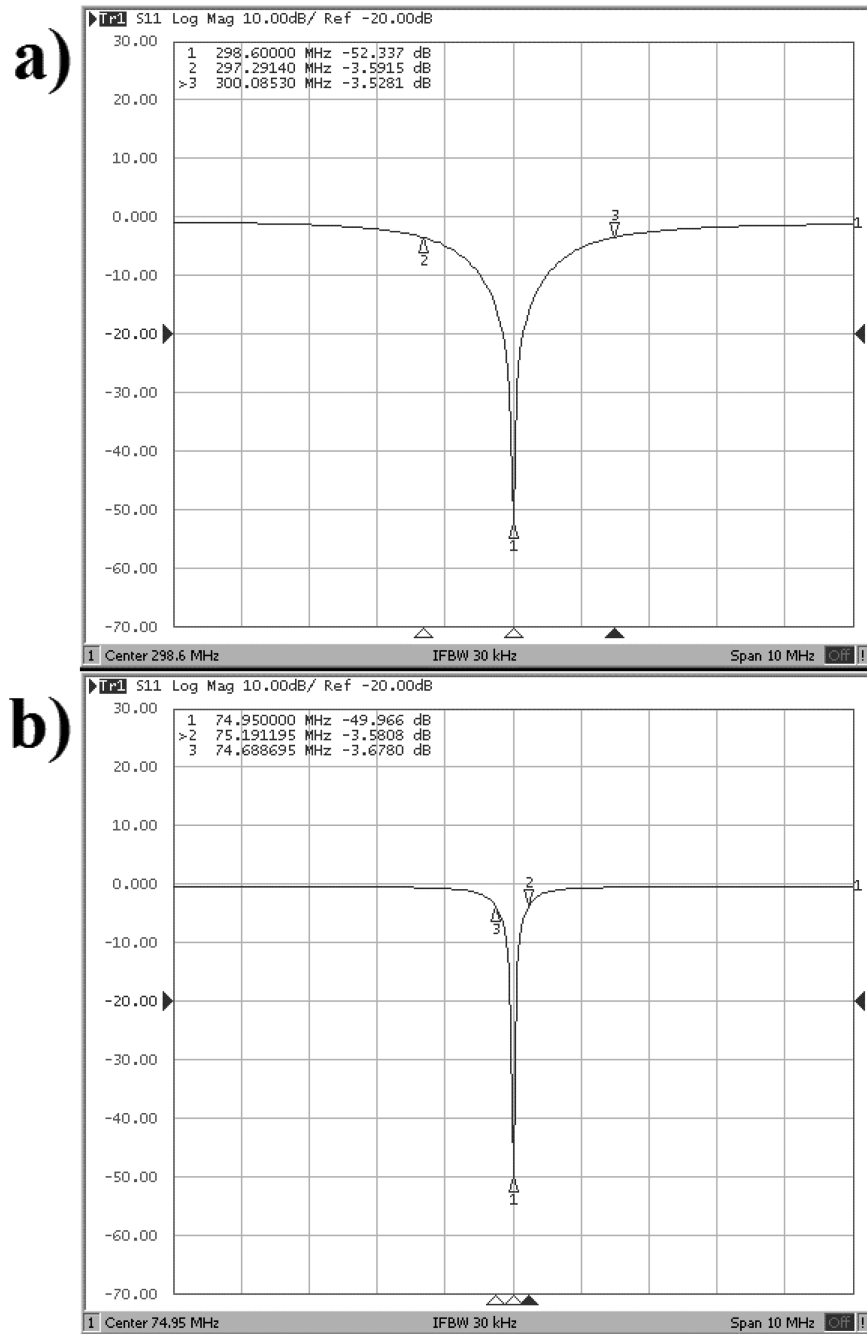 a)
Tr1 S11 Log Mag 10.00dB/ Ref -20.00dB
30.00
1 298.60000 MHz -52.337 dB
2 297.29140 MHz -3.5915 dB
>3 300.08530 MHz -3.5281 dB
20.00
10.00
0.000
3
1
2
-10.00
-20.00
-30.00
-40.00
-50.00
1
-60.00
-70.00
1 Center 298.6 MHz IFBW 30 kHz Span 10 MHz Off !
b)
Tr1 S11 Log Mag 10.00dB/ Ref -20.00dB
30.00
1 74.950000 MHz -49.966 dB
>2 75.191195 MHz -3.5808 dB
3 74.688695 MHz -3.6780 dB
20.00
10.00
0.000
2
1
3
-10.00
-20.00
-30.00
-40.00
-50.00
1
-60.00
-70.00
1 Center 74.95 MHz IFBW 30 kHz Span 10 MHz Off !